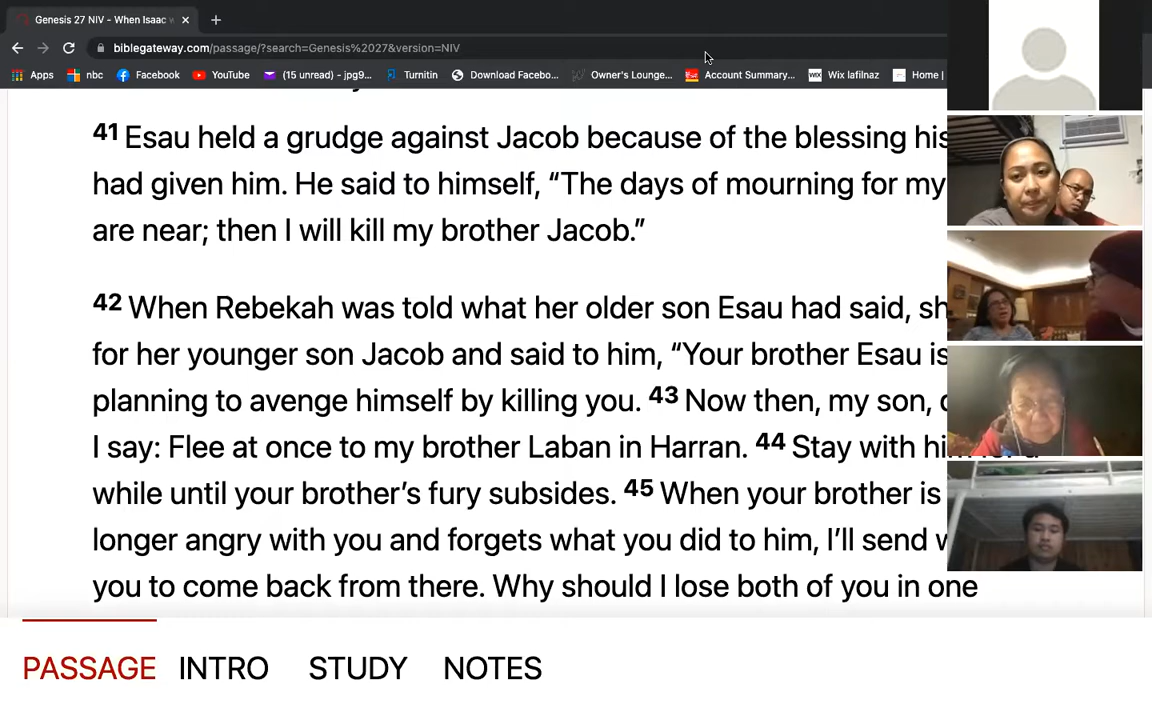 Genesis 27 NIV - When Isaac
biblegateway.com/passage/?search=Genesis%2027&version=NIV
Apps nbc Facebook YouTube (15 unread) - jpg9... Turnitin Download Facebo... Owner's Lounge... Account Summary... WIX Wix lafilnaz Home |
41 Esau held a grudge against Jacob because of the blessing his
had given him. He said to himself, “The days of mourning for my
are near; then I will kill my brother Jacob.”
42 When Rebekah was told what her older son Esau had said, sh
for her younger son Jacob and said to him, “Your brother Esau is
planning to avenge himself by killing you. 43 Now then, my son,
I say: Flee at once to my brother Laban in Harran. 44 Stay with hi
while until your brother’s fury subsides. 45 When your brother is
longer angry with you and forgets what you did to him, I’ll send w
you to come back from there. Why should I lose both of you in one
PASSAGE INTRO STUDY NOTES